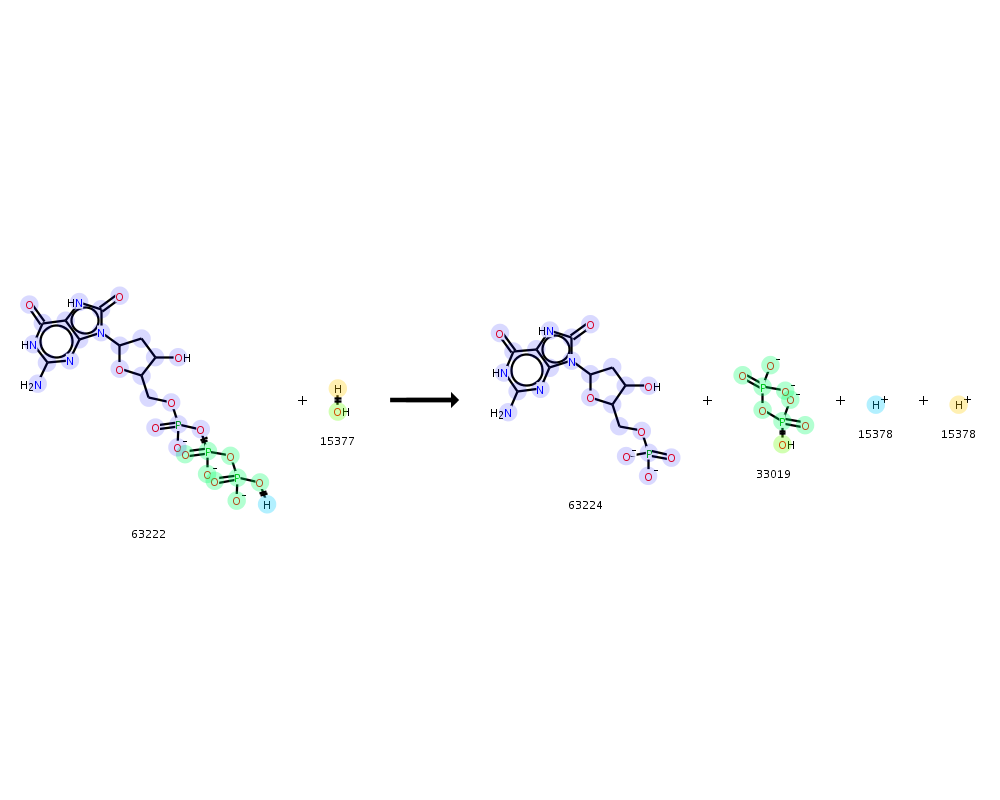 O HN O
HN N
N O OH
H2N
O
O P O
O- O P O
O- O P O
O- H
63222
+
H
OH
15377
O HN O
HN N
N O OH
H2N
O
O- P O
O-
63224
+
O-
O P O-
O O-
P O
OH
33019
+
H+
15378
+
H+
15378